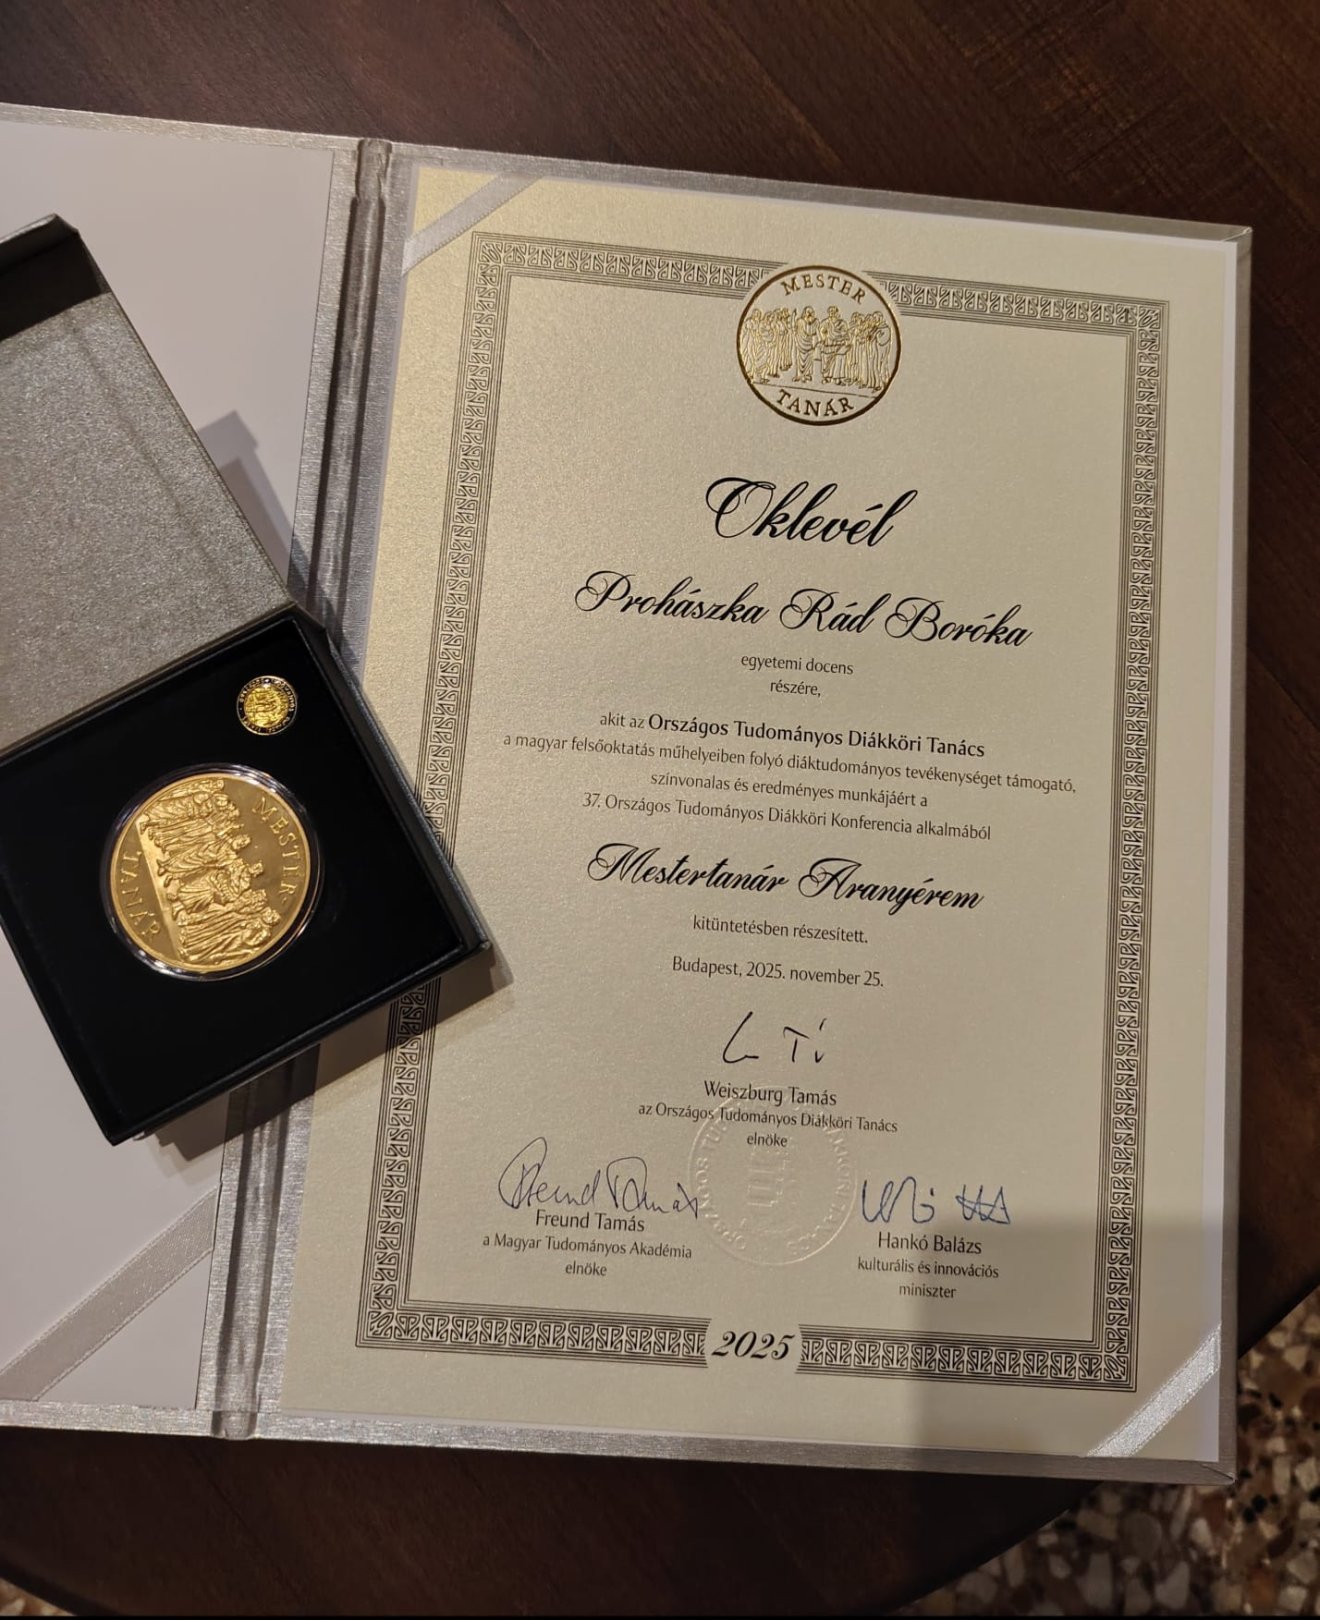 MESTER
TANÁR
Oklevél
Prohászka Rád Boróka
egyetemi docens
részére,
akit az Országos Tudományos Diákköri Tanács
a magyar felsőoktatás műhelyeiben folyó diáktudományos tevékenységet támogató,
színvonalas és eredményes munkájáért a
37. Országos Tudományos Diákköri Konferencia alkalmából
Mestertanár Aranyérem
kitüntetésben részesített.
Budapest, 2025. november 25.
Weiszburg Tamás
az Országos Tudományos Diákköri Tanács
elnöke
Freund Tamás
Freund Tamás
a Magyar Tudományos Akadémia
elnöke
Hankó Balázs
kulturális és innovációs
miniszter
2025
MESTER
TANÁR